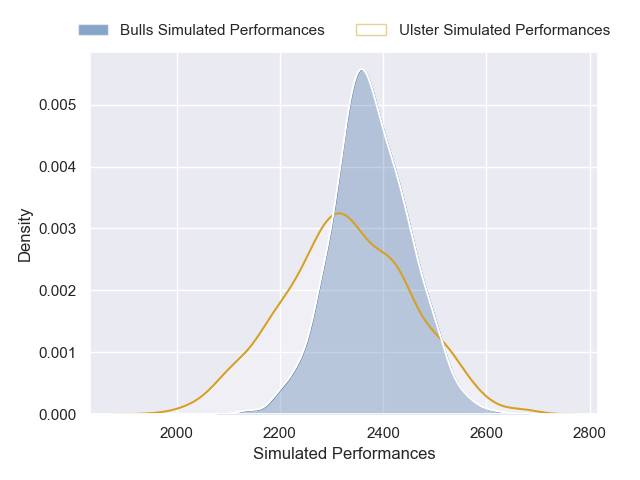 Bulls Simulated Performances
Ulster Simulated Performances
0.005
0.004
0.003
0.002
0.001
0.000
Density
2000
2200
2400
2600
2800
Simulated Performances